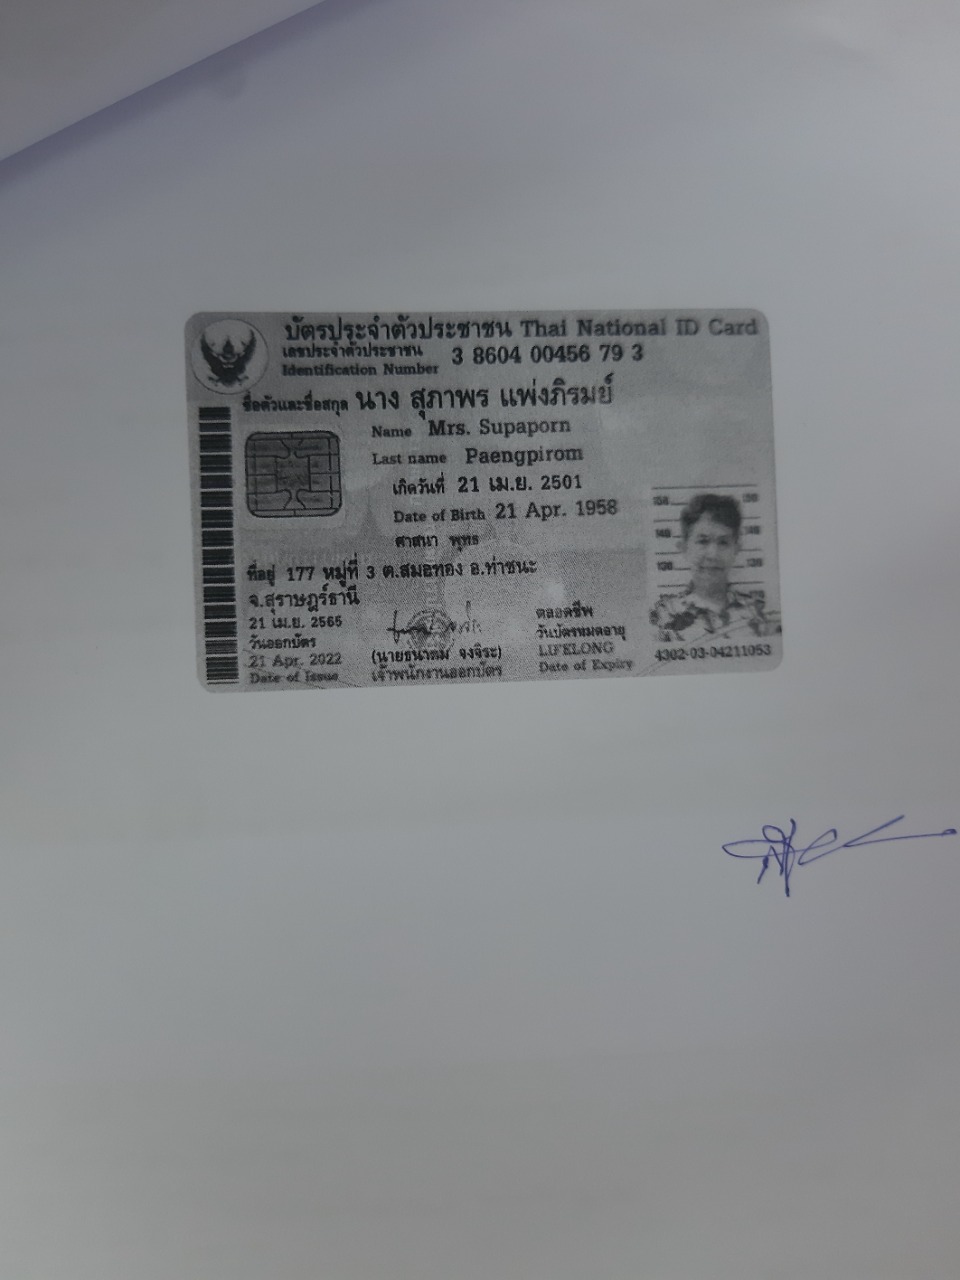 บัตรประจำตัวประชาชน Thai National ID Card
เลขประจำตัวประชาชน
Identification Number 3 8604 00456 79 3
ชื่อตัวและชื่อสกุล นาง สุภาพร แพ่งภิรมย์
Name Mrs. Supaporn
Last name Paengpirom
เกิดวันที่ 21 เม.ย. 2501
Date of Birth 21 Apr. 1958
ศาสนา พุทธ
ที่อยู่ 177 หมู่ที่ 3 ต.สมอทอง อ.ท่าชนะ
จ.สุราษฎร์ธานี
21 เม.ย. 2565
วันออกบัตร
21 Apr. 2022
Date of Issue
(นายธนาคม จงจิระ)
เจ้าพนักงานออกบัตร
ตลอดชีพ
วันบัตรหมดอายุ
LIFELONG
Date of Expiry
150 150
140 140
130 130
4302-03-04211053